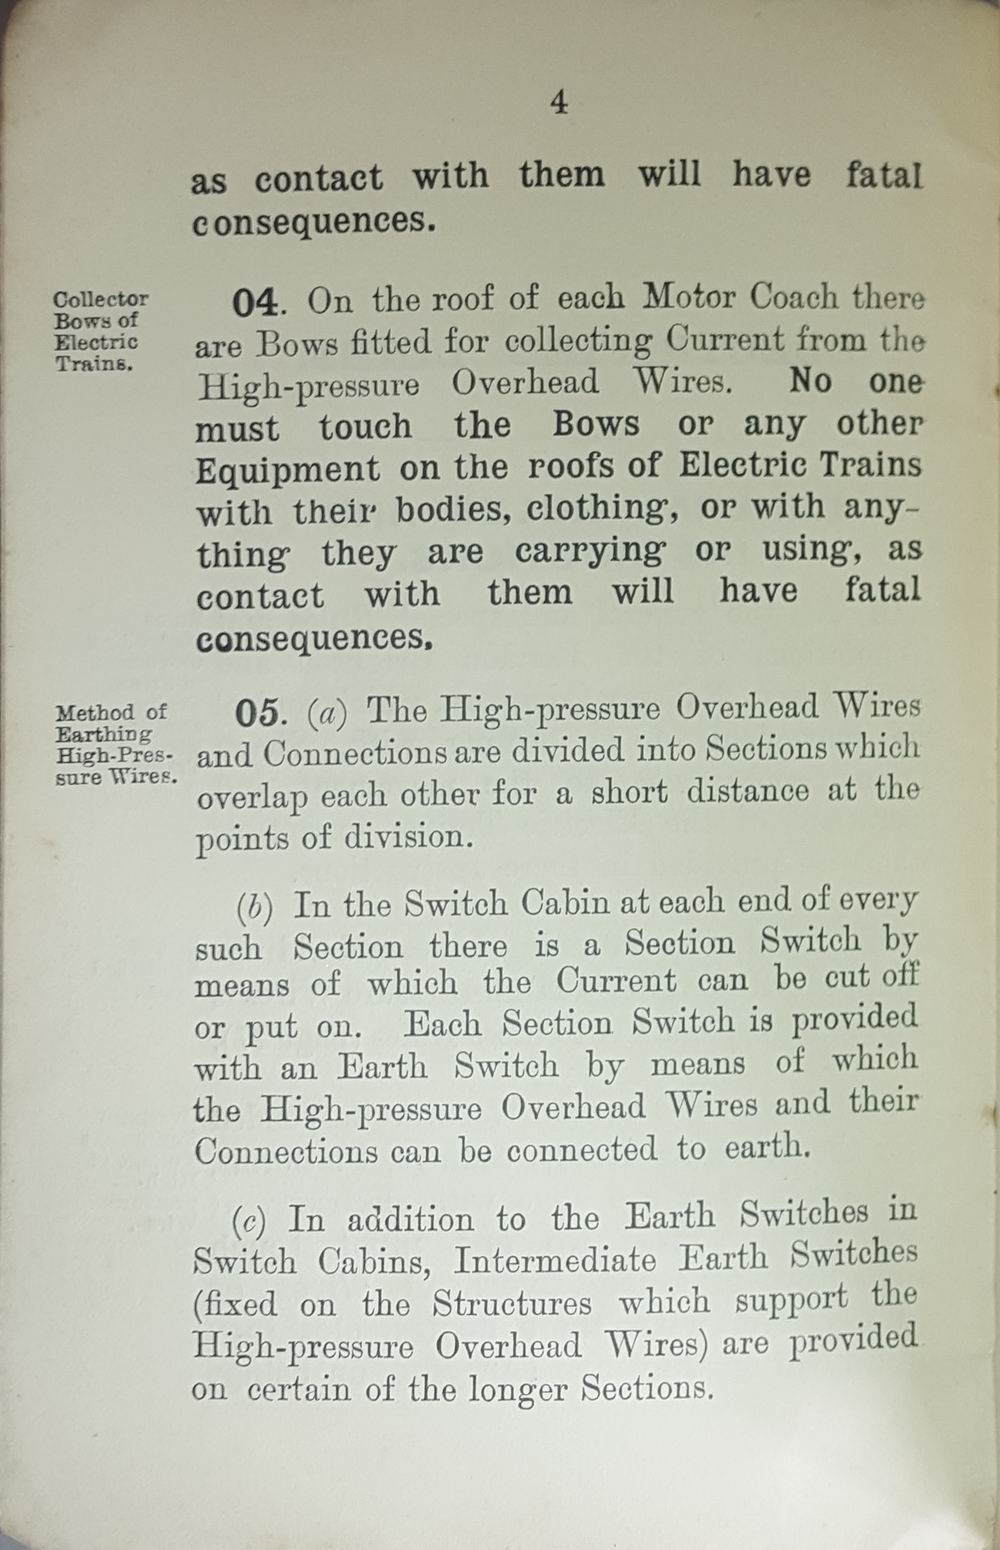 4
as contact with them will have fatal
consequences.
Collector
Bows of
Electric
Trains.
04. On the roof of each Motor Coach there
are Bows fitted for collecting Current from the
High-pressure Overhead Wires. No one
must touch the Bows or any other
Equipment on the roofs of Electric Trains
with their bodies, clothing, or with any-
thing they are carrying or using, as
contact with them will have fatal
consequences.
Method of
Earthing
High-Pres-
sure Wires.
05. (a) The High-pressure Overhead Wires
and Connections are divided into Sections which
overlap each other for a short distance at the
points of division.
(b) In the Switch Cabin at each end of every
such Section there is a Section Switch by
means of which the Current can be cut off
or put on. Each Section Switch is provided
with an Earth Switch by means of which
the High-pressure Overhead Wires and their
Connections can be connected to earth.
(c) In addition to the Earth Switches in
Switch Cabins, Intermediate Earth Switches
(fixed on the Structures which support the
High-pressure Overhead Wires) are provided
on certain of the longer Sections.